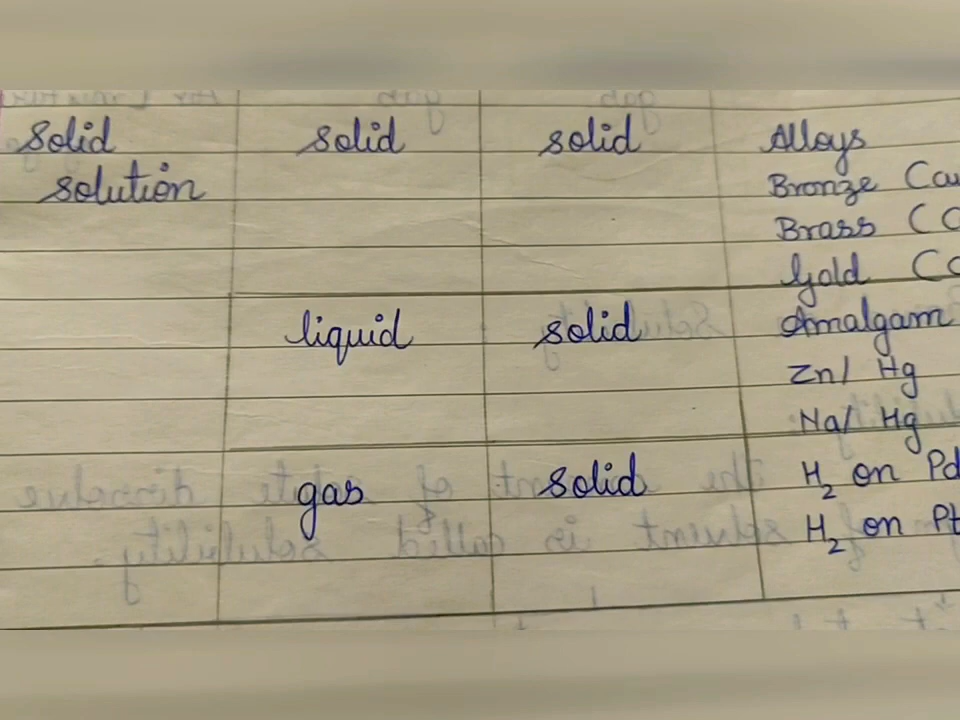 solid solid solid Alloys
solution Bronze (Cu
Brass (C
Gold (C
liquid solid Amalgam
Zn/ Hg
Na/ Hg
gas solid H₂ on Pd
H₂ on Pt